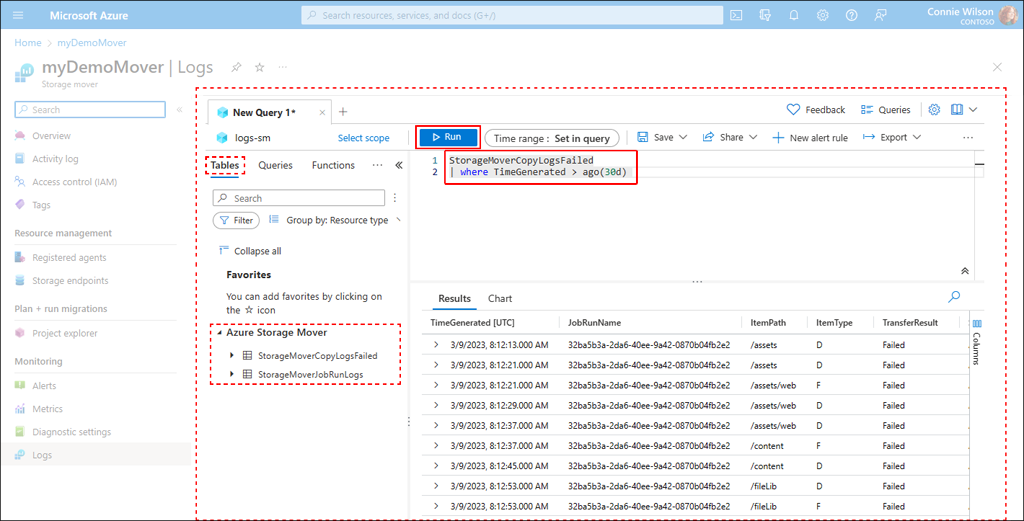 Microsoft Azure
Search resources, services, and docs (G+/)
Connie Wilson
CONTOSO
Home > myDemoMover
myDemoMover | Logs
Storage mover
Search
Overview
Activity log
Access control (IAM)
Tags
Resource management
Registered agents
Storage endpoints
Plan + run migrations
Project explorer
Monitoring
Alerts
Metrics
Diagnostic settings
Logs
New Query 1*
Feedback
Queries
logs-sm
Select scope
Run
Time range : Set in query
Save
Share
New alert rule
Export
Tables
Queries
Functions
Search
Filter
Group by: Resource type
Collapse all
Favorites
You can add favorites by clicking on
the ☆ icon
Azure Storage Mover
StorageMoverCopyLogsFailed
StorageMoverJobRunLogs
1 StorageMoverCopyLogsFailed
2 | where TimeGenerated > ago(30d)
Results
Chart
TimeGenerated [UTC] JobRunName ItemPath ItemType TransferResult
3/9/2023, 8:12:13.000 AM 32ba5b3a-2da6-40ee-9a42-0870b04fb2e2 /assets D Failed
3/9/2023, 8:12:21.000 AM 32ba5b3a-2da6-40ee-9a42-0870b04fb2e2 /assets D Failed
3/9/2023, 8:12:21.000 AM 32ba5b3a-2da6-40ee-9a42-0870b04fb2e2 /assets/web F Failed
3/9/2023, 8:12:29.000 AM 32ba5b3a-2da6-40ee-9a42-0870b04fb2e2 /assets/web D Failed
3/9/2023, 8:12:37.000 AM 32ba5b3a-2da6-40ee-9a42-0870b04fb2e2 /assets/web D Failed
3/9/2023, 8:12:37.000 AM 32ba5b3a-2da6-40ee-9a42-0870b04fb2e2 /content F Failed
3/9/2023, 8:12:45.000 AM 32ba5b3a-2da6-40ee-9a42-0870b04fb2e2 /content D Failed
3/9/2023, 8:12:53.000 AM 32ba5b3a-2da6-40ee-9a42-0870b04fb2e2 /fileLib D Failed
3/9/2023, 8:12:53.000 AM 32ba5b3a-2da6-40ee-9a42-0870b04fb2e2 /fileLib F Failed
Columns